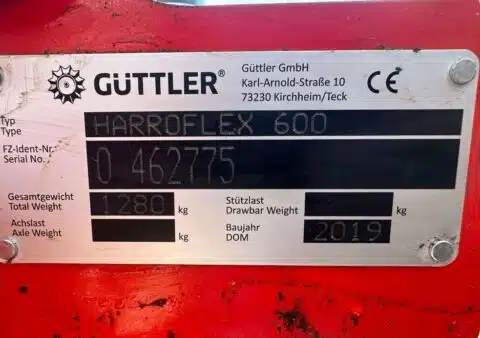 GÜTTLER®
Güttler GmbH
Karl-Arnold-Straße 10
73230 Kirchheim/Teck
CE
Typ
Type
HARROFLEX 600
FZ-Ident-Nr.
Serial No.
0 462775
Gesamtgewicht
Total Weight
1280 kg
Stützlast
Drawbar Weight
kg
Achslast
Axle Weight
kg
Baujahr
DOM
2019